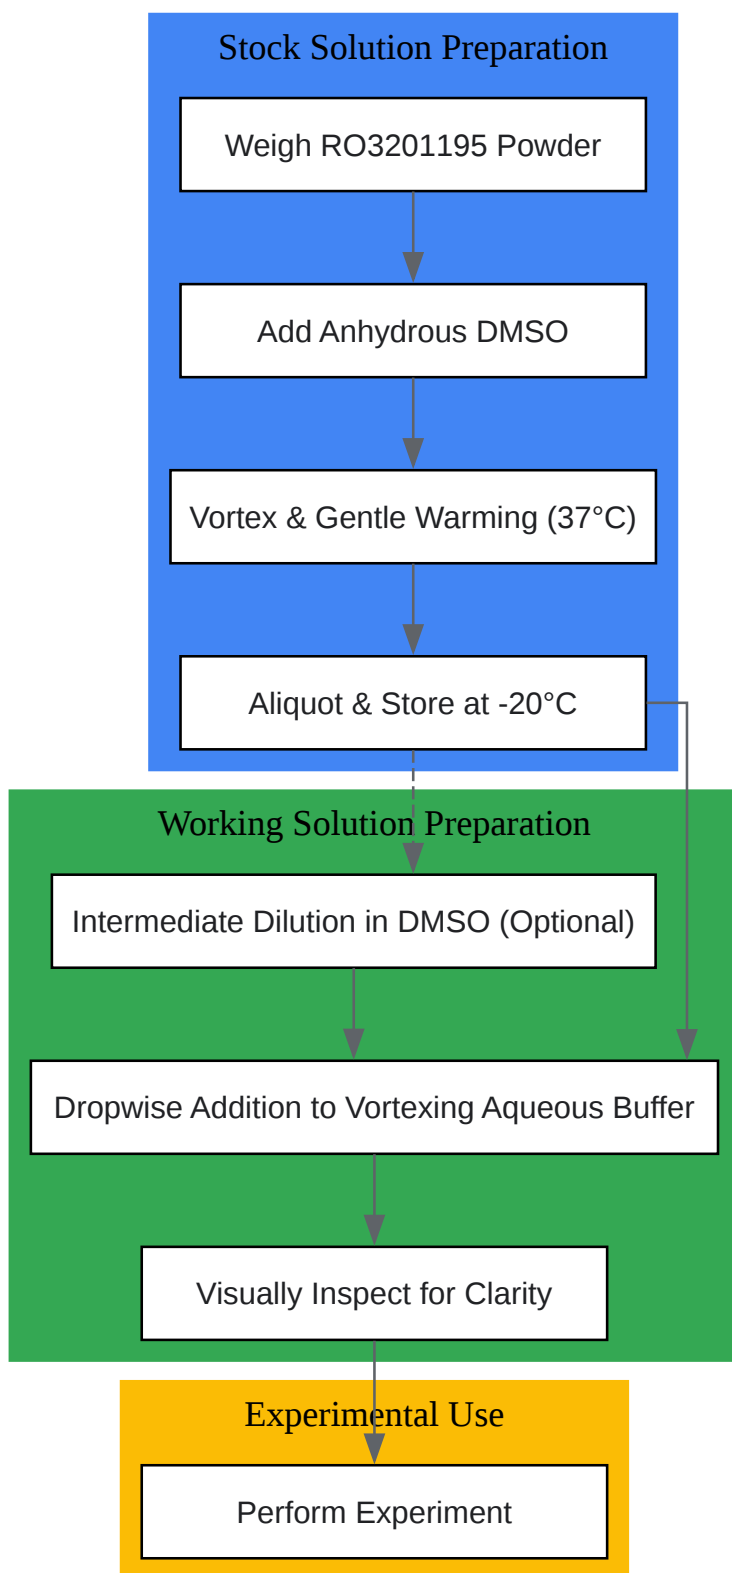 Stock Solution Preparation
Weigh RO3201195 Powder
Add Anhydrous DMSO
Vortex & Gentle Warming (37°C)
Aliquot & Store at -20°C
Working Solution Preparation
Intermediate Dilution in DMSO (Optional)
Dropwise Addition to Vortexing Aqueous Buffer
Visually Inspect for Clarity
Experimental Use
Perform Experiment